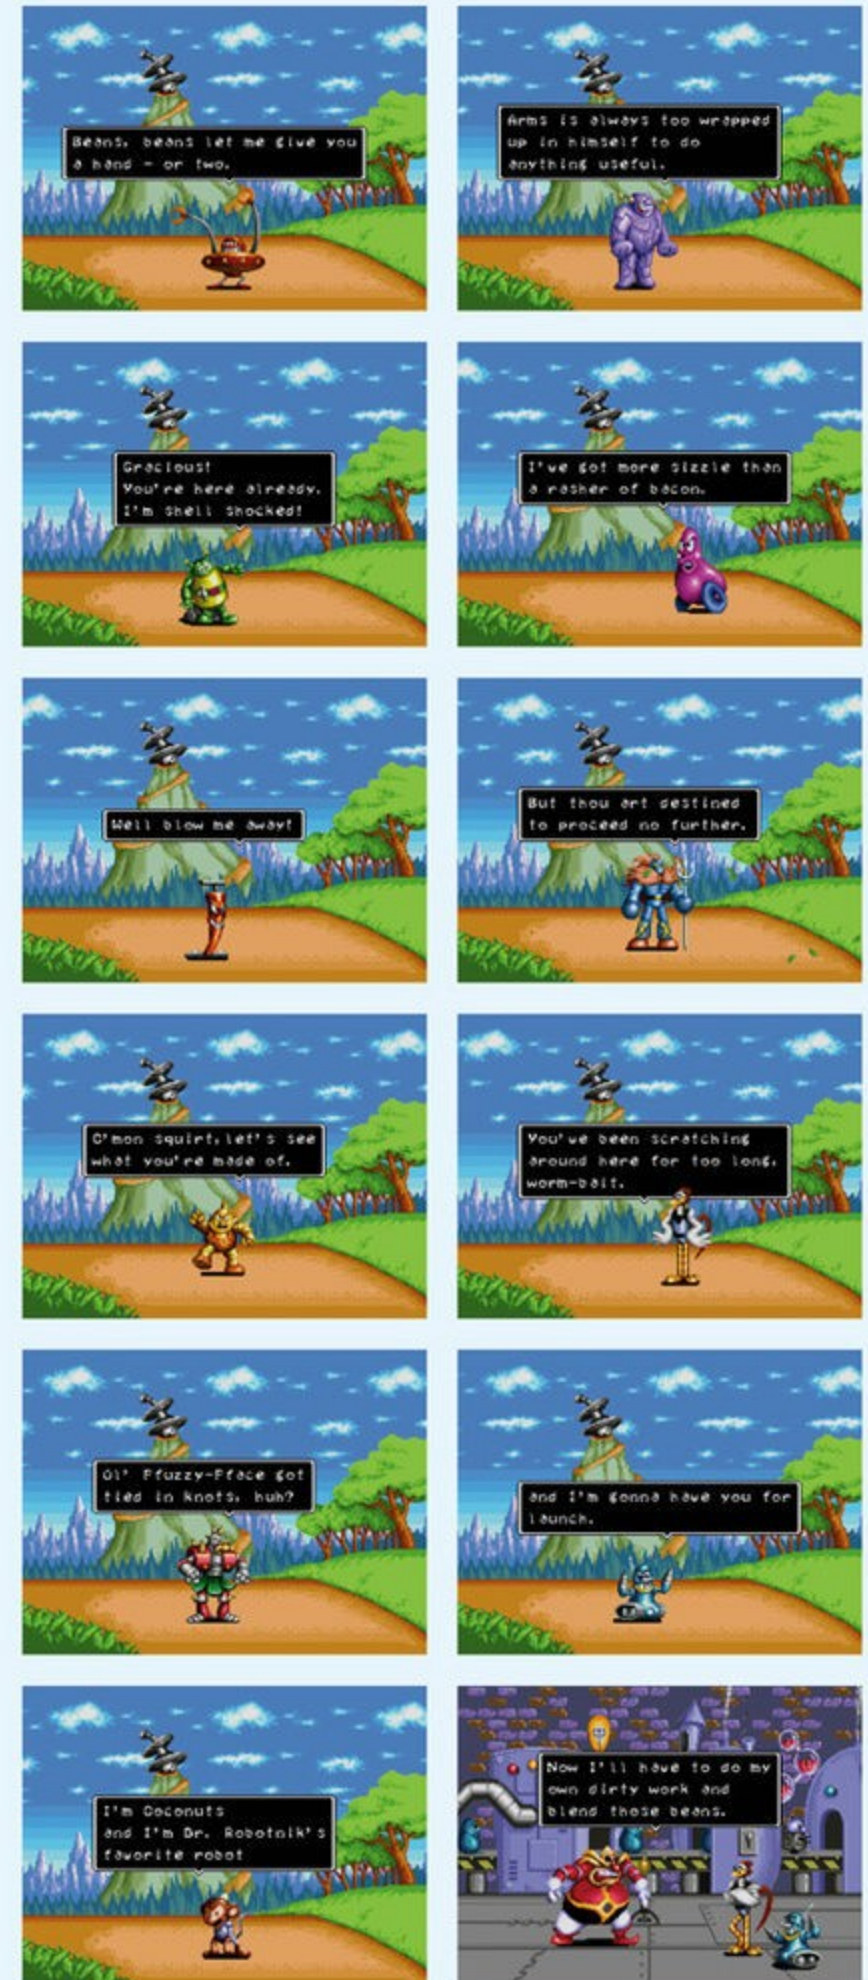 Beans, beans let me give you
a hand - or two.
Arms is always too wrapped
up in himself to do
anything useful.
Gracious!
You're here already.
I'm shell shocked!
I've got more sizzle than
a rasher of bacon.
Well blow me away!
But thou art destined
to proceed no further.
C'mon squirt, let's see
what you're made of.
You've been scratching
around here for too long,
worm-bait.
Ol' Ffuzzy-Fface got
tied in knots, huh?
and I'm gonna have you for
launch.
I'm Coconuts
and I'm Dr. Robotnik's
favorite robot
Now I'll have to do my
own dirty work and
blend those beans.